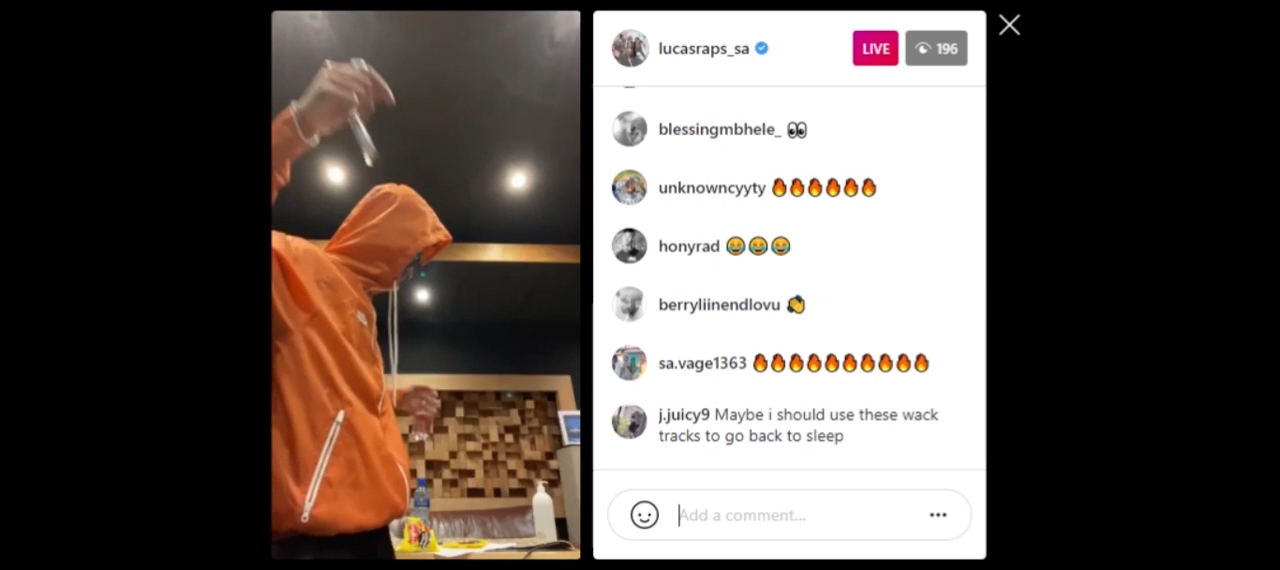 lucasraps_sa
LIVE
196
blessingmbhele_ 👀
unknowncyyty 🔥🔥🔥🔥🔥🔥
honyrad 😂😂😂
berryliinendlovu 👏
sa.vage1363 🔥🔥🔥🔥🔥🔥🔥🔥🔥🔥
j.juicy9 Maybe i should use these wack
tracks to go back to sleep
Add a comment...